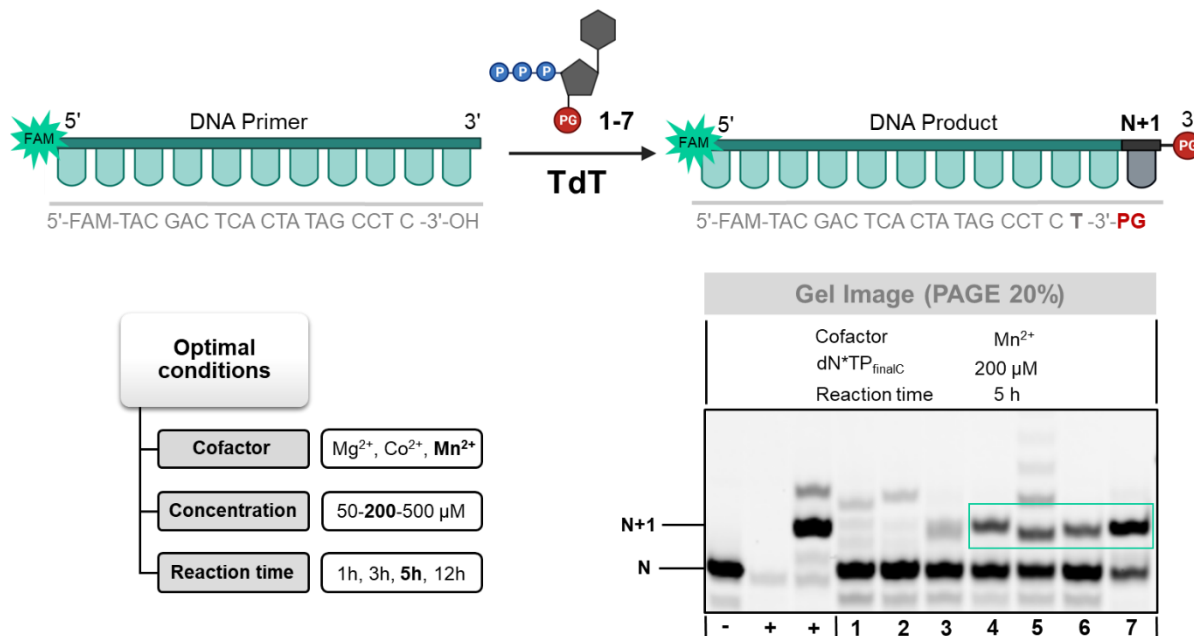 P P P
PG
1-7
FAM
5'
DNA Primer
3'
TdT
FAM
5'
DNA Product
N+1
3'
PG
5'-FAM-TAC GAC TCA CTA TAG CCT C -3'-OH
5'-FAM-TAC GAC TCA CTA TAG CCT C T -3'-PG
Optimal
conditions
Cofactor
Mg²⁺, Co²⁺, Mn²⁺
Concentration
50-200-500 µM
Reaction time
1h, 3h, 5h, 12h
Gel Image (PAGE 20%)
Cofactor Mn²⁺
dN*TPfinalC 200 µM
Reaction time 5 h
N+1
N
- + + 1 2 3 4 5 6 7